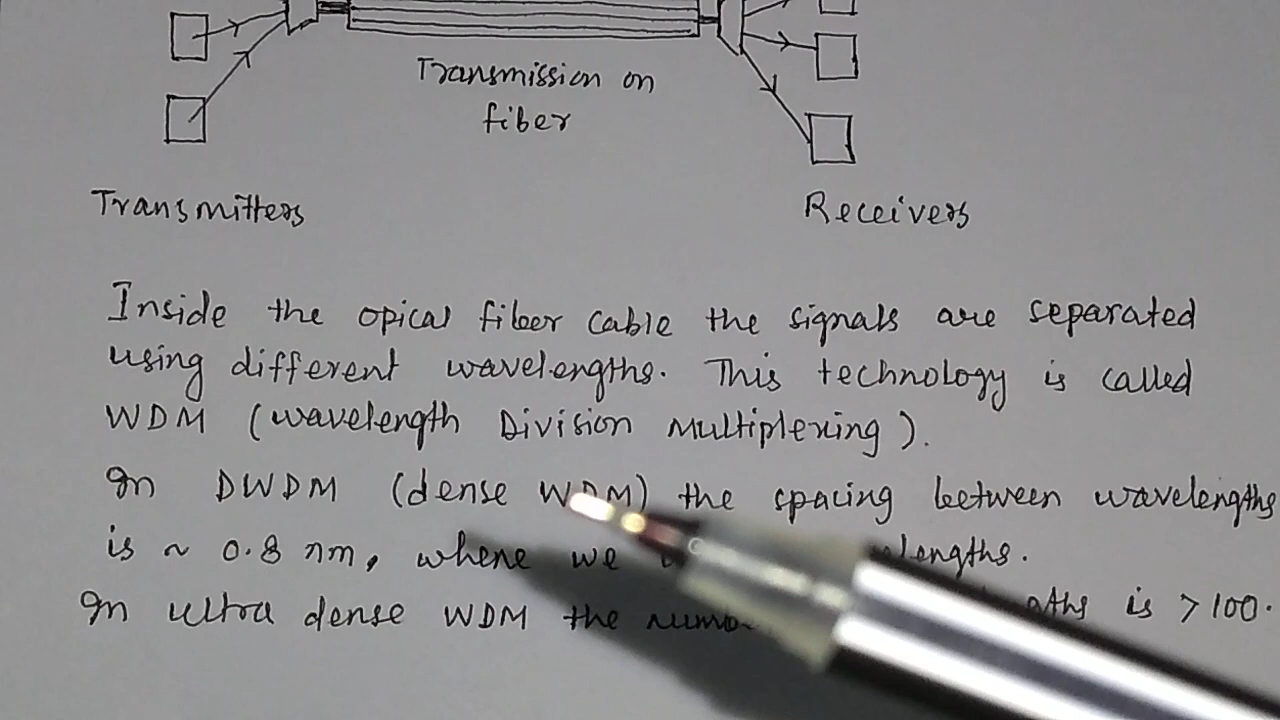 Transmission on
fiber
Transmitters
Receivers
Inside the opical fiber cable the signals are separated
using different wavelengths. This technology is called
WDM (wavelength Division Multiplexing).
In DWDM (dense WDM) the spacing between wavelengths
is ~ 0.8 nm, where we
In ultra dense WDM the is >100.